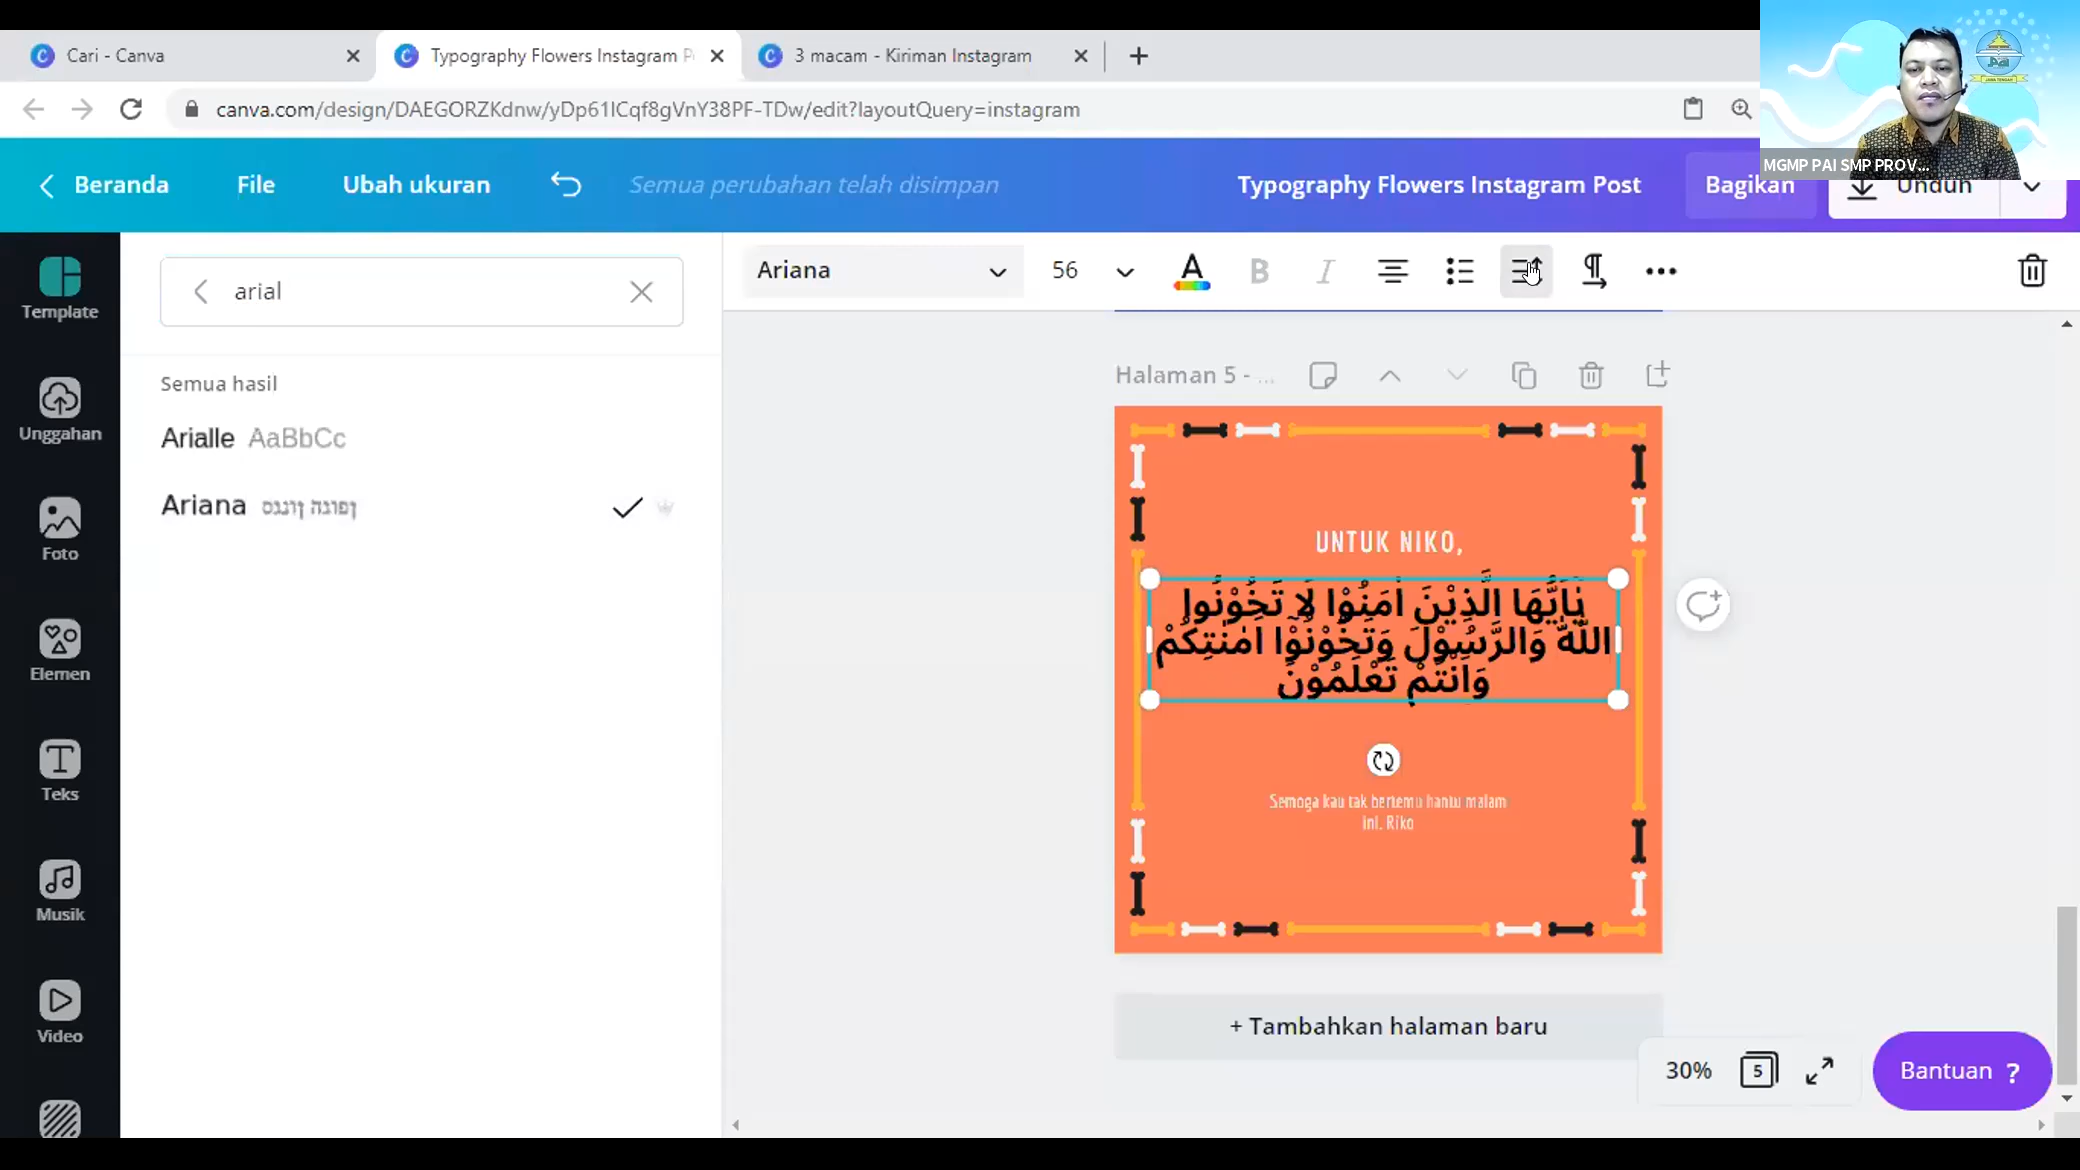 Cari - Canva
Typography Flowers Instagram P
3 macam - Kiriman Instagram
canva.com/design/DAEGORZKdnw/yDp61ICqf8gVnY38PF-TDw/edit?layoutQuery=instagram
MGMP PAI SMP PROV...
Beranda
File
Ubah ukuran
Semua perubahan telah disimpan
Typography Flowers Instagram Post
Bagikan
Unduh
Template
Unggahan
Foto
Elemen
Teks
Musik
Video
arial
Semua hasil
Arialle AaBbCc
Ariana
Ariana
56
A
B
I
Halaman 5 - ...
UNTUK NIKO,
يٰٓاَيُّهَا الَّذِيْنَ اٰمَنُوْا لَا تَخُوْنُوا
اللّٰهَ وَالرَّسُوْلَ وَتَخُوْنُوْٓا اَمٰنٰتِكُمْ
وَاَنْتُمْ تَعْلَمُوْنَ
Semoga kau tak bertemu hantu malam
ini. Riko
+ Tambahkan halaman baru
30%
5
Bantuan ?